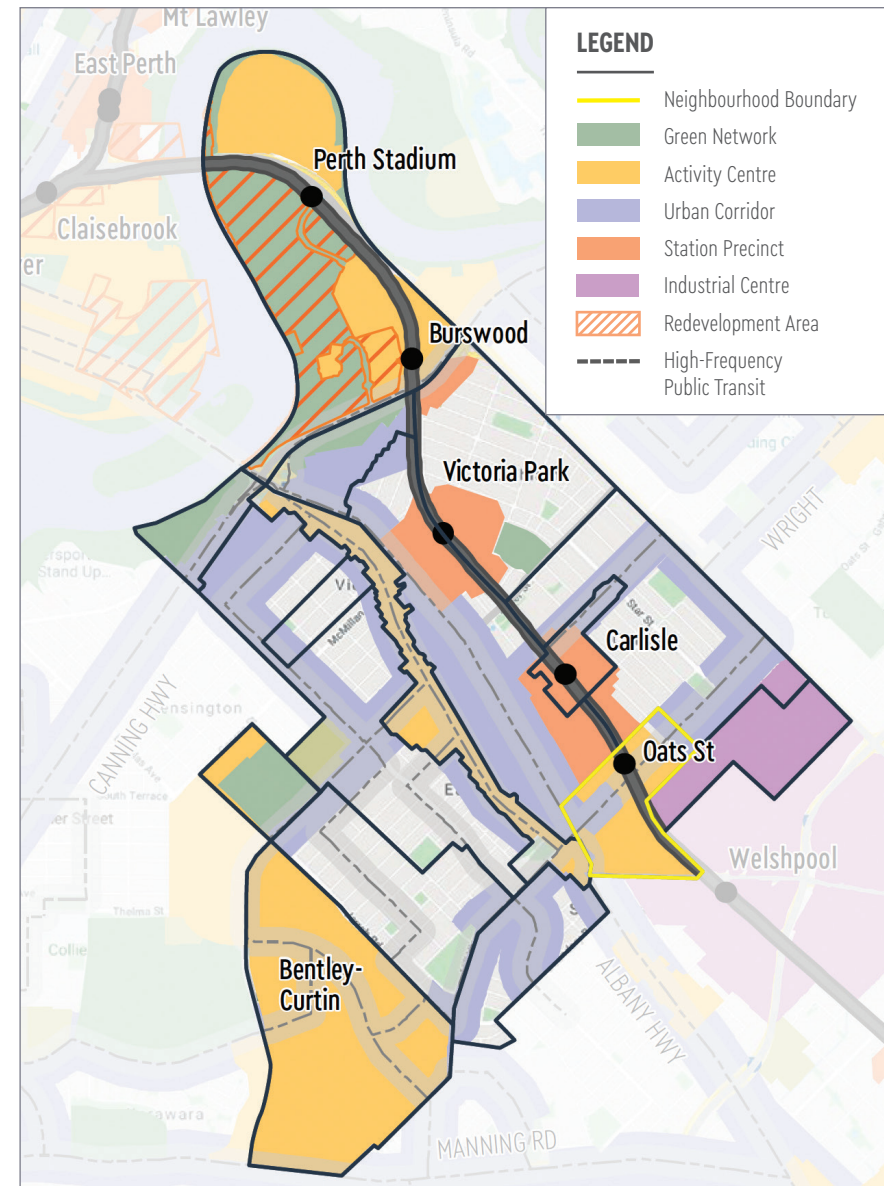 Mt Lawley
East Perth
Perth Stadium
Claisebrook
Burswood
Victoria Park
Carlisle
Oats St
Welshpool
Bentley-
Curtin
WRIGHT
CANNING HWY
ALBANY HWY
MANNING RD
McMillan
Star St
South Terrace
Thelma St
Stand Up...
LEGEND
Neighbourhood Boundary
Green Network
Activity Centre
Urban Corridor
Station Precinct
Industrial Centre
Redevelopment Area
High-Frequency
Public Transit